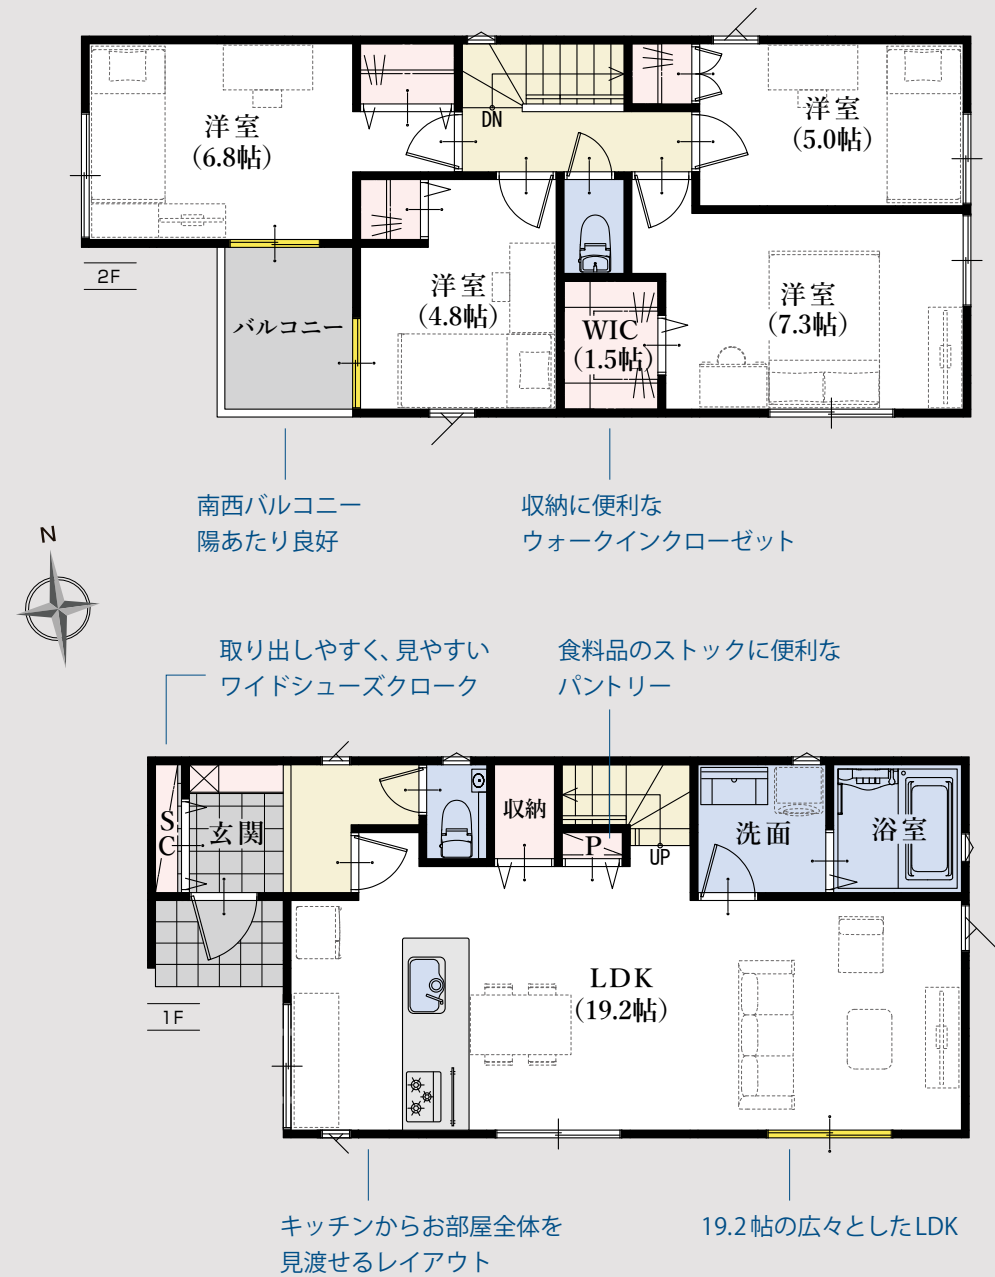 洋室
（6.8帖）
DN
洋室
（5.0帖）
2F
バルコニー
洋室
（4.8帖）
WIC
（1.5帖）
洋室
（7.3帖）
南西バルコニー
陽あたり良好
収納に便利な
ウォークインクローゼット
N
取り出しやすく、見やすい
ワイドシューズクローク
食料品のストックに便利な
パントリー
SC
玄関
収納
P
UP
洗面
浴室
LDK
（19.2帖）
1F
キッチンからお部屋全体を
見渡せるレイアウト
19.2帖の広々としたLDK